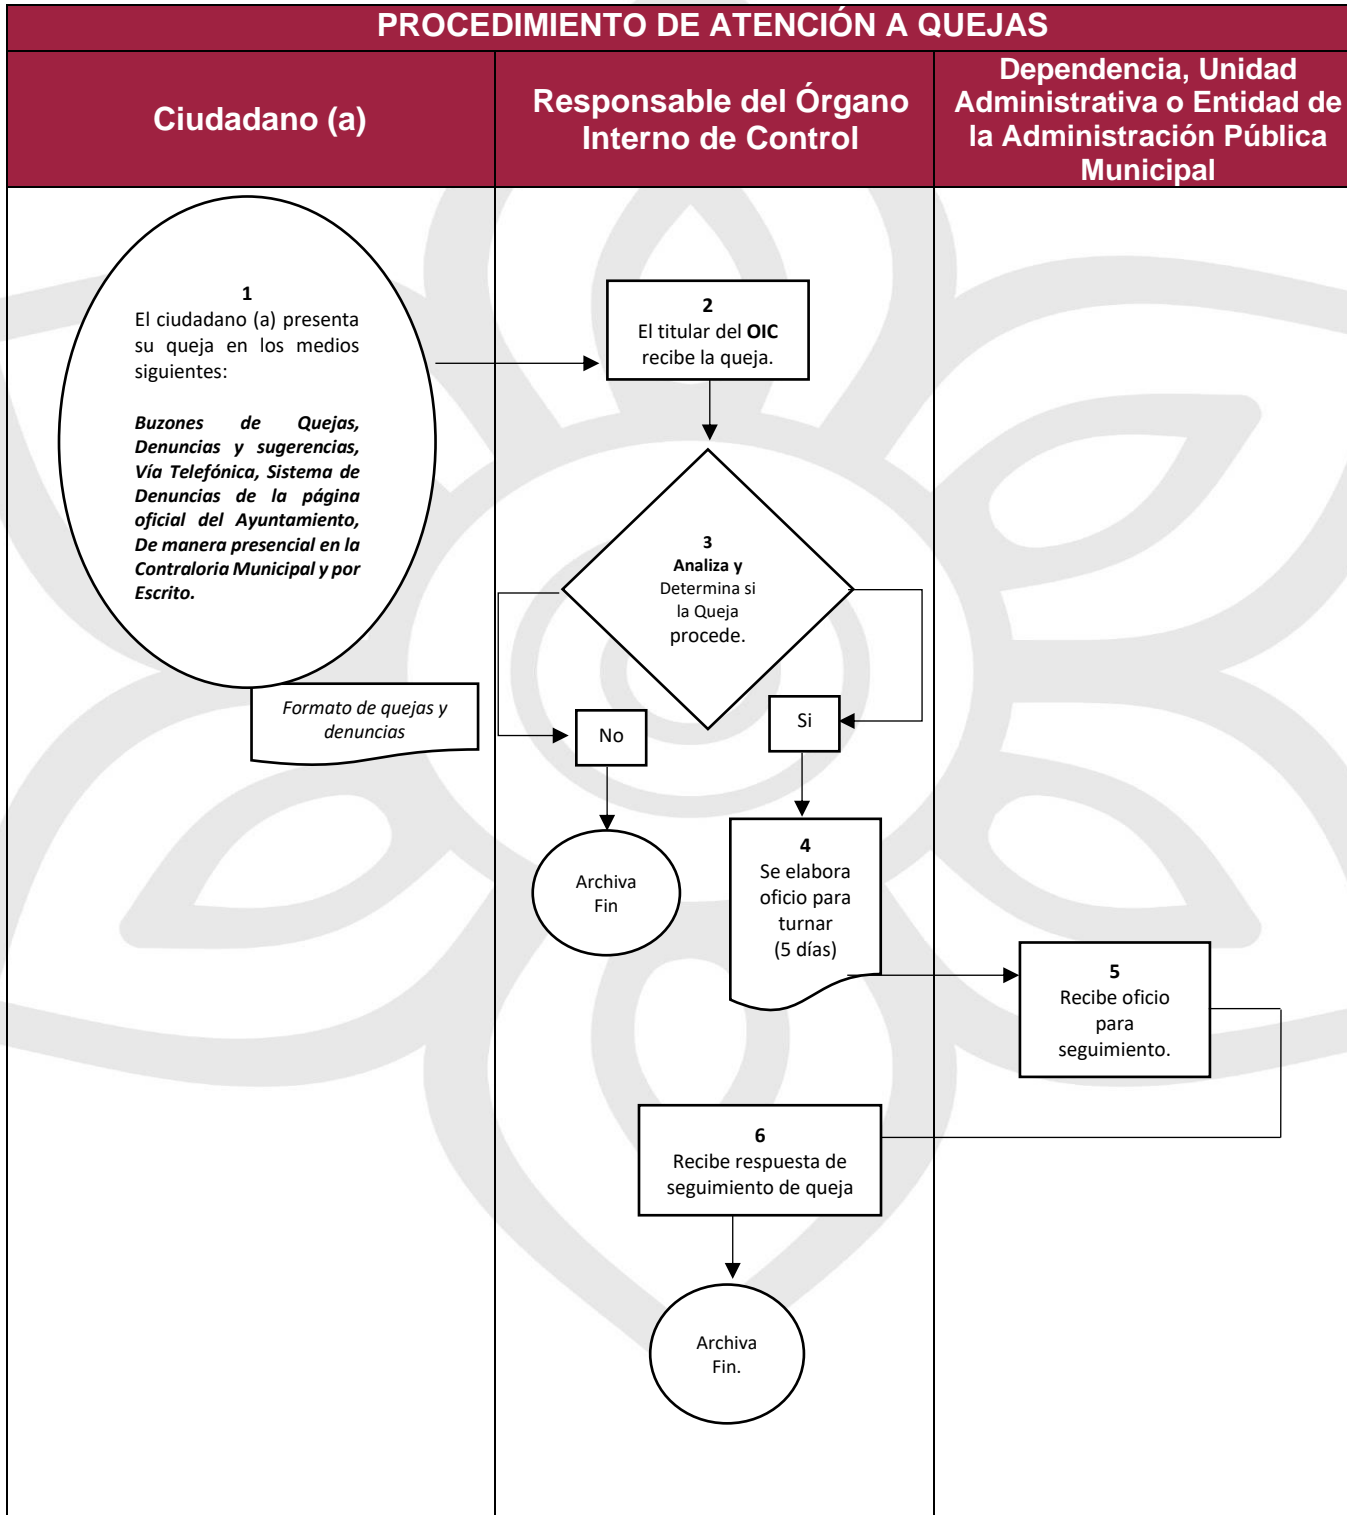 PROCEDIMIENTO DE ATENCIÓN A QUEJAS
Ciudadano (a)
Responsable del Órgano
Interno de Control
Dependencia, Unidad
Administrativa o Entidad de
la Administración Pública
Municipal
1
El ciudadano (a) presenta
su queja en los medios
siguientes:
Buzones de Quejas,
Denuncias y sugerencias,
Vía Telefónica, Sistema de
Denuncias de la página
oficial del Ayuntamiento,
De manera presencial en la
Contraloria Municipal y por
Escrito.
Formato de quejas y
denuncias
2
El titular del OIC
recibe la queja.
3
Analiza y
Determina si
la Queja
procede.
No
Si
Archiva
Fin
4
Se elabora
oficio para
turnar
(5 días)
5
Recibe oficio
para
seguimiento.
6
Recibe respuesta de
seguimiento de queja
Archiva
Fin.